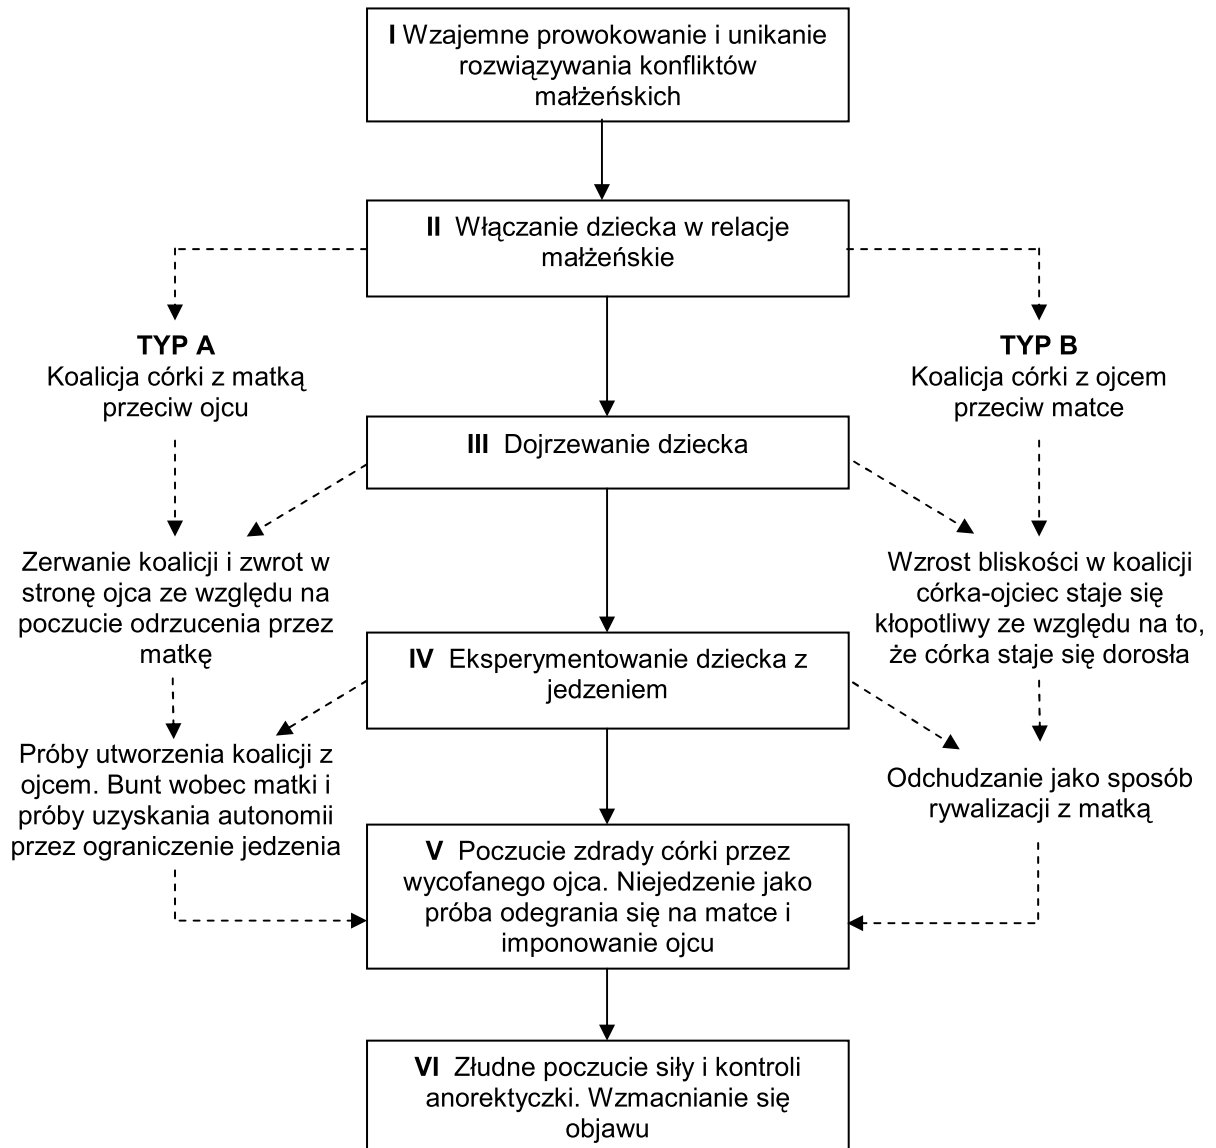 I Wzajemne prowokowanie i unikanie
rozwiązywania konfliktów
małżeńskich
II Włączanie dziecka w relacje
małżeńskie
TYP A
Koalicja córki z matką
przeciw ojcu
TYP B
Koalicja córki z ojcem
przeciw matce
III Dojrzewanie dziecka
Zerwanie koalicji i zwrot w
stronę ojca ze względu na
poczucie odrzucenia przez
matkę
Wzrost bliskości w koalicji
córka-ojciec staje się
kłopotliwy ze względu na to,
że córka staje się dorosła
IV Eksperymentowanie dziecka z
jedzeniem
Próby utworzenia koalicji z
ojcem. Bunt wobec matki i
próby uzyskania autonomii
przez ograniczenie jedzenia
Odchudzanie jako sposób
rywalizacji z matką
V Poczucie zdrady córki przez
wycofanego ojca. Niejedzenie jako
próba odegrania się na matce i
imponowanie ojcu
VI Złudne poczucie siły i kontroli
anorektyczki. Wzmacnianie się
objawu